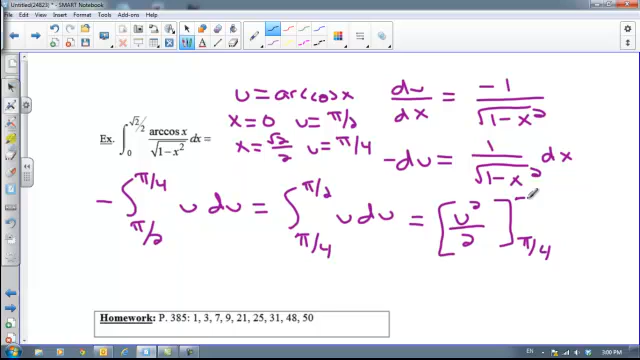 Untitled(24823) * - SMART Notebook
File Edit View Insert Format Draw Tools Add-ons Help
u = arccos x du/dx = -1/√(1-x²)
x = 0 u = π/2
Ex. ∫₀^(√2/2) arccos x/√(1-x²) dx =
x = √2/2 u = π/4
-du = 1/√(1-x²) dx
- ∫_(π/2)^(π/4) u du = ∫_(π/4)^(π/2) u du = [u²/2]_(π/4)
Homework: P. 385: 1, 3, 7, 9, 21, 25, 31, 48, 50
EN 3:00 PM